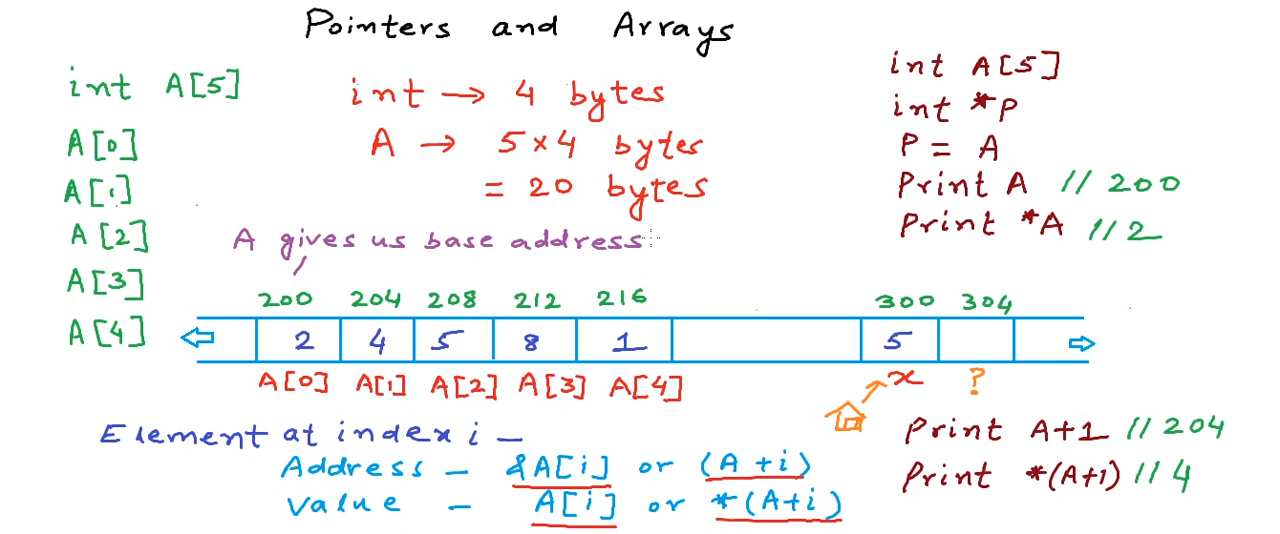 Pointers and Arrays
int A[5]
A[0]
A[1]
A[2]
A[3]
A[4]
int → 4 bytes
A → 5 × 4 bytes
= 20 bytes
A gives us base address
int A[5]
int *P
P = A
Print A // 200
Print *A // 2
200 204 208 212 216 300 304
2 4 5 8 1 5
A[0] A[1] A[2] A[3] A[4] x ?
Element at index i –
Address – &A[i] or (A+i)
Value – A[i] or *(A+i)
Print A+1 // 204
Print *(A+1) // 4